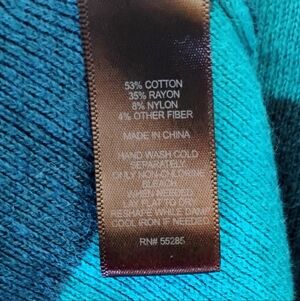 53% COTTON
35% RAYON
8% NYLON
4% OTHER FIBER
MADE IN CHINA
HAND WASH COLD
SEPARATELY
ONLY NON-CHLORINE
BLEACH
WHEN NEEDED
LAY FLAT TO DRY
RESHAPE WHILE DAMP
COOL IRON IF NEEDED
RN# 55285